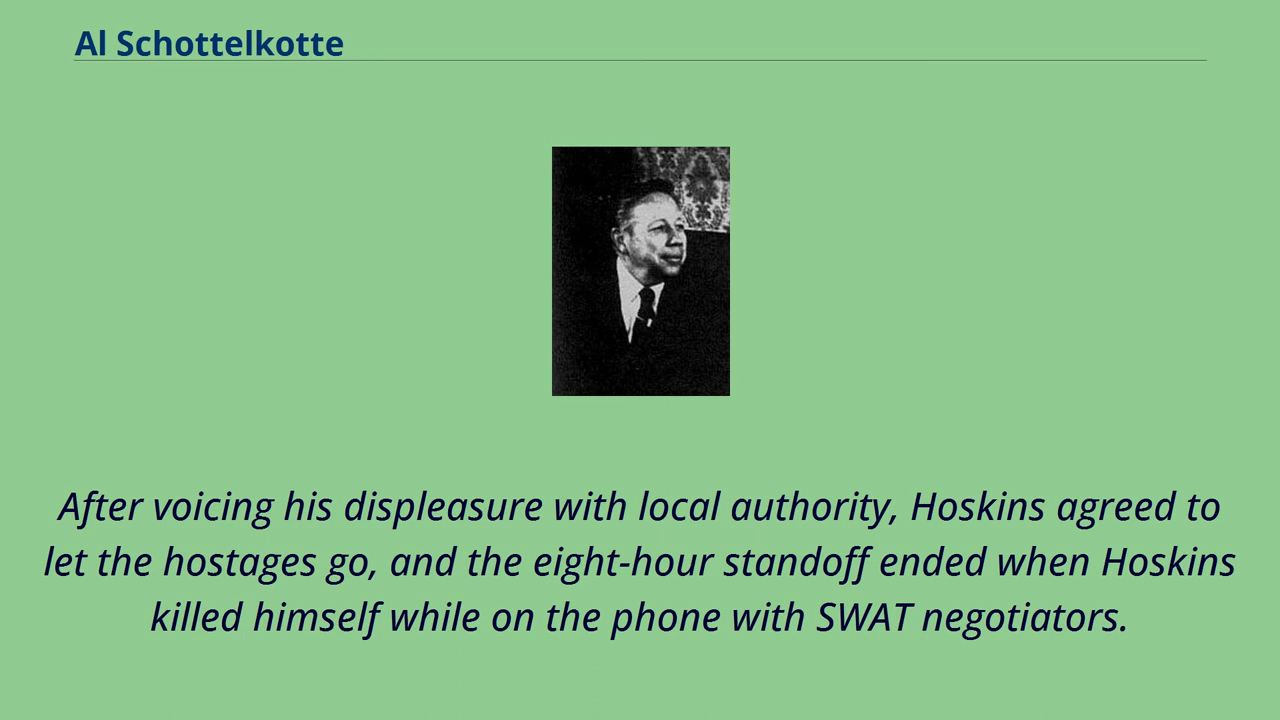 Al Schottelkotte
After voicing his displeasure with local authority, Hoskins agreed to
let the hostages go, and the eight-hour standoff ended when Hoskins
killed himself while on the phone with SWAT negotiators.